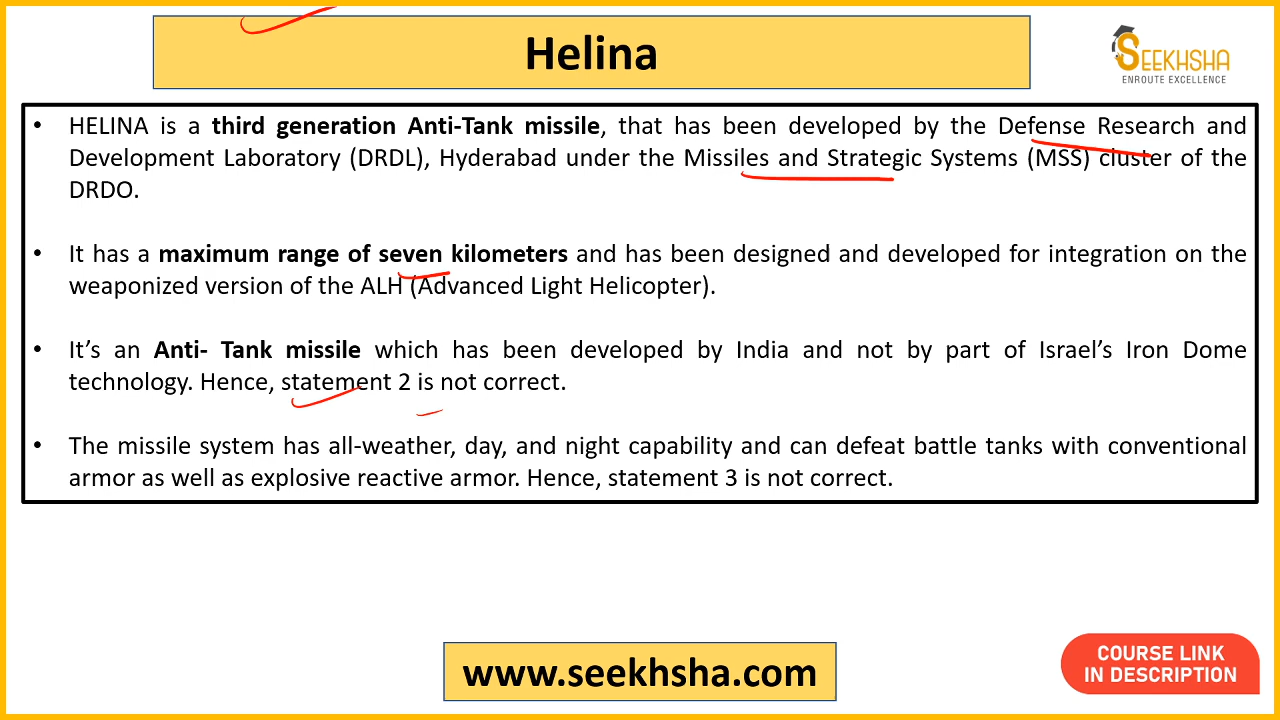 Helina
SEEKHSHA
ENROUTE EXCELLENCE
• HELINA is a third generation Anti-Tank missile, that has been developed by the Defense Research and
Development Laboratory (DRDL), Hyderabad under the Missiles and Strategic Systems (MSS) cluster of the
DRDO.
• It has a maximum range of seven kilometers and has been designed and developed for integration on the
weaponized version of the ALH (Advanced Light Helicopter).
• It’s an Anti- Tank missile which has been developed by India and not by part of Israel’s Iron Dome
technology. Hence, statement 2 is not correct.
• The missile system has all-weather, day, and night capability and can defeat battle tanks with conventional
armor as well as explosive reactive armor. Hence, statement 3 is not correct.
www.seekhsha.com
COURSE LINK
IN DESCRIPTION